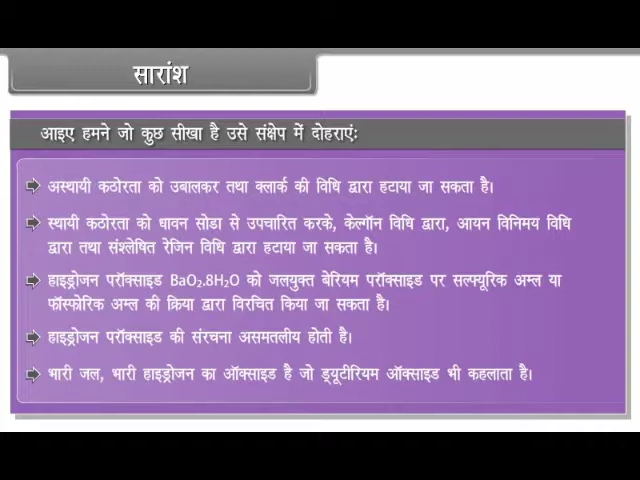 सारांश
आइए हमने जो कुछ सीखा है उसे संक्षेप में दोहराएं:
अस्थायी कठोरता को उबालकर तथा क्लार्क की विधि द्वारा हटाया जा सकता है।
स्थायी कठोरता को धावन सोडा से उपचारित करके, केल्गॉन विधि द्वारा, आयन विनिमय विधि
द्वारा तथा संश्लेषित रेजिन विधि द्वारा हटाया जा सकता है।
हाइड्रोजन परॉक्साइड BaO₂.8H₂O को जलयुक्त बेरियम परॉक्साइड पर सल्फ्यूरिक अम्ल या
फॉस्फोरिक अम्ल की क्रिया द्वारा विरचित किया जा सकता है।
हाइड्रोजन परॉक्साइड की संरचना असमतलीय होती है।
भारी जल, भारी हाइड्रोजन का ऑक्साइड है जो ड्यूटीरियम ऑक्साइड भी कहलाता है।